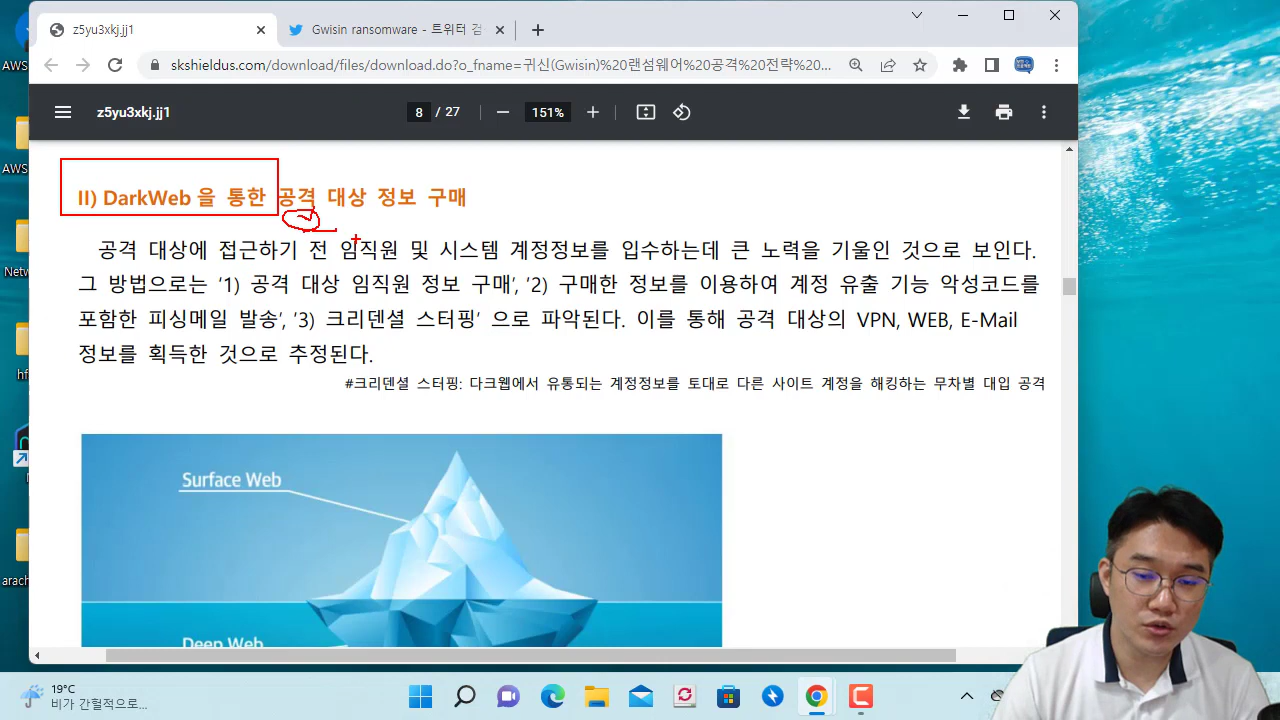 z5yu3xkj.jj1
Gwisin ransomware - 트위터 검
skshieldus.com/download/files/download.do?o_fname=귀신(Gwisin)%20랜섬웨어%20공격%20전략%20...
z5yu3xkj.jj1
8 / 27
151%
II) DarkWeb 을 통한 공격 대상 정보 구매
공격 대상에 접근하기 전 임직원 및 시스템 계정정보를 입수하는데 큰 노력을 기울인 것으로 보인다.
그 방법으로는 '1) 공격 대상 임직원 정보 구매', '2) 구매한 정보를 이용하여 계정 유출 기능 악성코드를
포함한 피싱메일 발송', '3) 크리덴셜 스터핑' 으로 파악된다. 이를 통해 공격 대상의 VPN, WEB, E-Mail
정보를 획득한 것으로 추정된다.
#크리덴셜 스터핑: 다크웹에서 유통되는 계정정보를 토대로 다른 사이트 계정을 해킹하는 무차별 대입 공격
Surface Web
Deep Web
AWS
AWS
Netw
hf
arach
19°C
비가 간헐적으로...